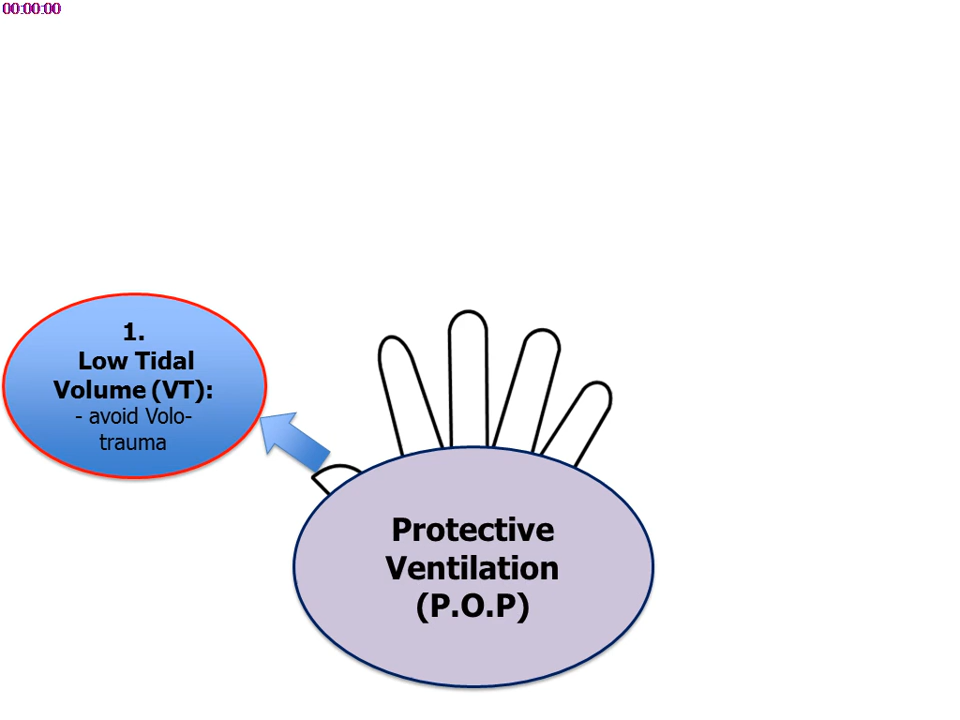 00:00:00
1.
Low Tidal
Volume (VT):
- avoid Volo-
trauma
Protective
Ventilation
(P.O.P)